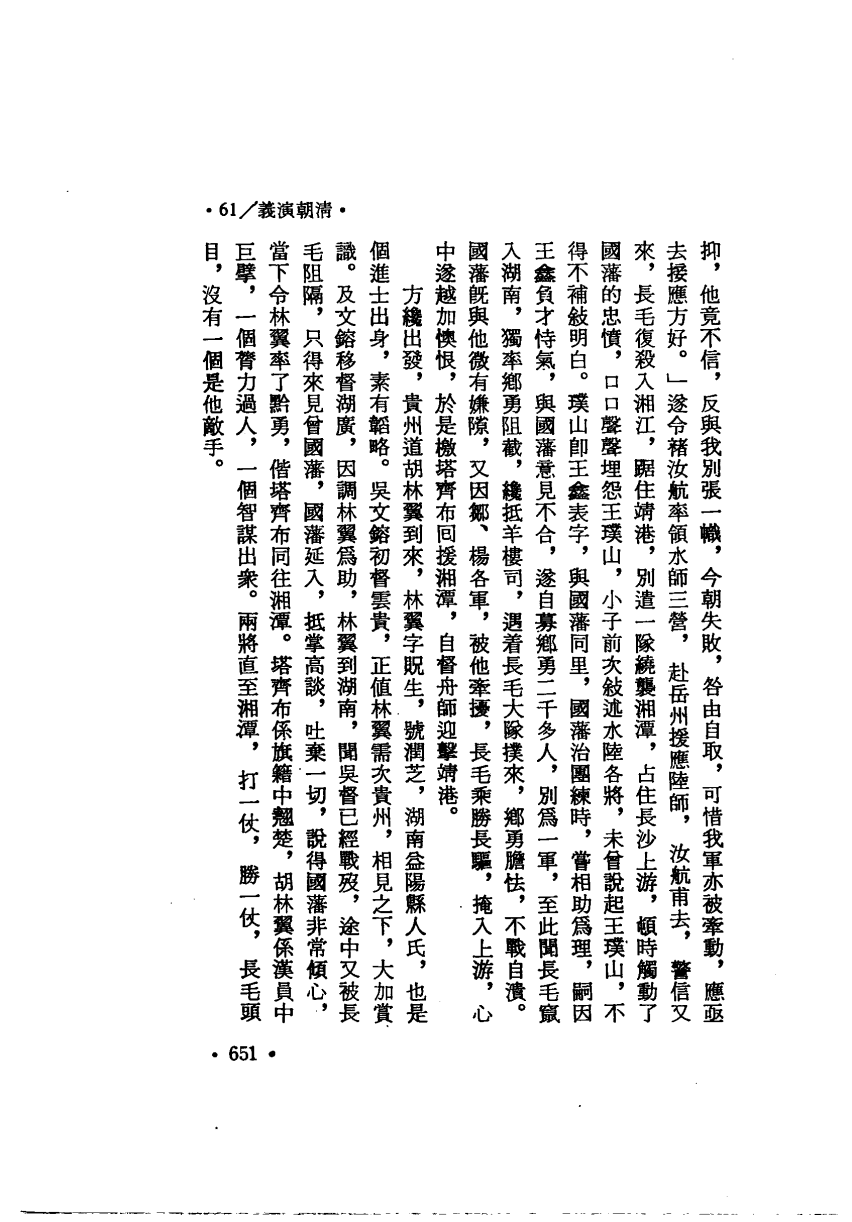 •61／義演朝清•
抑，他竟不信，反與我別張一幟，今朝失敗，咎由自取，可惜我軍亦被牽動，應亟
去接應方好。」遂令褚汝航率領水師三營，赴岳州援應陸師，汝航甫去，警信又
來，長毛復殺入湘江，踞住靖港，別遣一隊繞襲湘潭，占住長沙上游，頓時觸動了
國藩的忠憤，口口聲聲埋怨王璞山，小子前次敍述水陸各將，未曾說起王璞山，不
得不補敍明白。璞山卽王鑫表字，與國藩同里，國藩治團練時，嘗相助爲理，嗣因
王鑫負才恃氣，與國藩意見不合，遂自募鄉勇二千多人，別爲一軍，至此聞長毛竄
入湖南，獨率鄉勇阻截，纔抵羊樓司，遇着長毛大隊撲來，鄉勇膽怯，不戰自潰。
國藩旣與他微有嫌隙，又因鄒、楊各軍，被他牽擾，長毛乘勝長驅，掩入上游，心
中遂越加懊恨，於是檄塔齊布回援湘潭，自督舟師迎擊靖港。
方纔出發，貴州道胡林翼到來，林翼字貺生，號潤芝，湖南益陽縣人氏，也是
個進士出身，素有韜略。吳文鎔初督雲貴，正值林翼需次貴州，相見之下，大加賞
識。及文鎔移督湖廣，因調林翼爲助，林翼到湖南，聞吳督已經戰歿，途中又被長
毛阻隔，只得來見曾國藩，國藩延入，抵掌高談，吐棄一切，說得國藩非常傾心，
當下令林翼率了黔勇，偕塔齊布同往湘潭。塔齊布係旗籍中翹楚，胡林翼係漢員中
巨擘，一個膂力過人，一個智謀出衆。兩將直至湘潭，打一仗，勝一仗，長毛頭
目，沒有一個是他敵手。
•651•